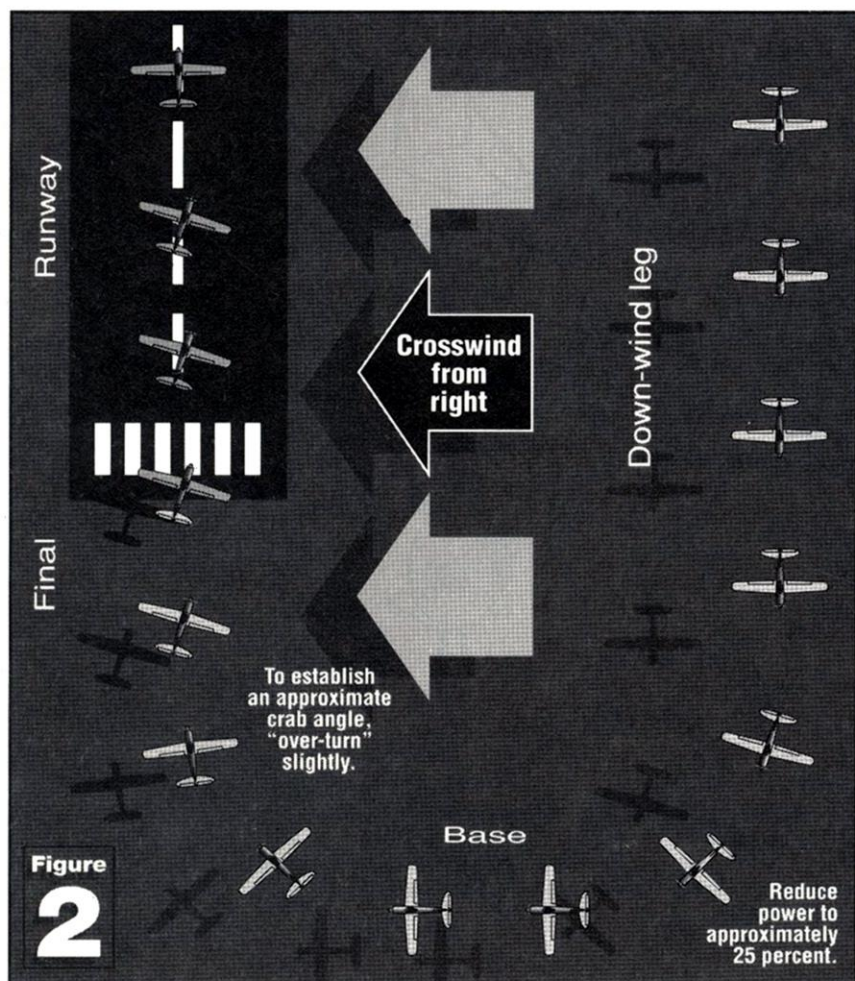 Runway
Crosswind
from
right
Down-wind leg
Final
To establish
an approximate
crab angle,
"over-turn"
slightly.
Base
Figure
2
Reduce
power to
approximately
25 percent.